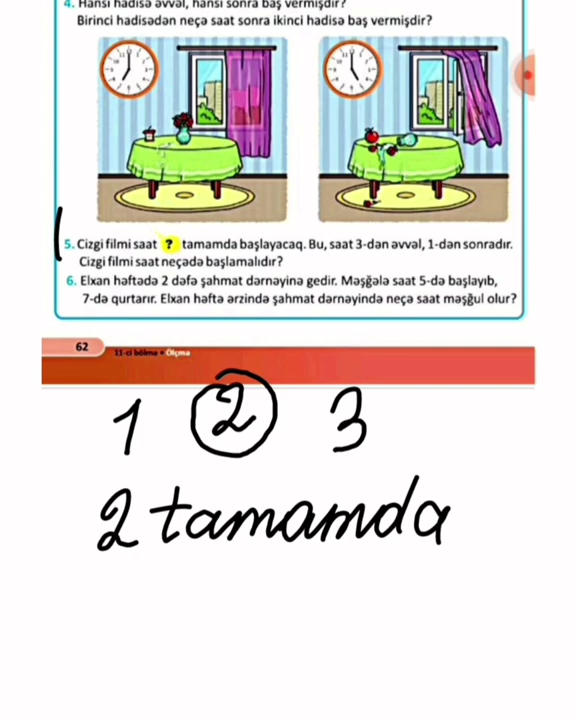 4. Hansı hadisə əvvəl, hansı sonra baş vermişdir?
Birinci hadisədən neçə saat sonra ikinci hadisə baş vermişdir?
5. Cizgi filmi saat ? tamamda başlayacaq. Bu, saat 3-dən əvvəl, 1-dən sonradır.
Cizgi filmi saat neçədə başlamalıdır?
6. Elxan həftədə 2 dəfə şahmat dərnəyinə gedir. Məşğələ saat 5-də başlayıb,
7-də qurtarır. Elxan həftə ərzində şahmat dərnəyində neçə saat məşğul olur?
62
11-ci bölmə • Ölçmə
1 2 3
2 tamamda